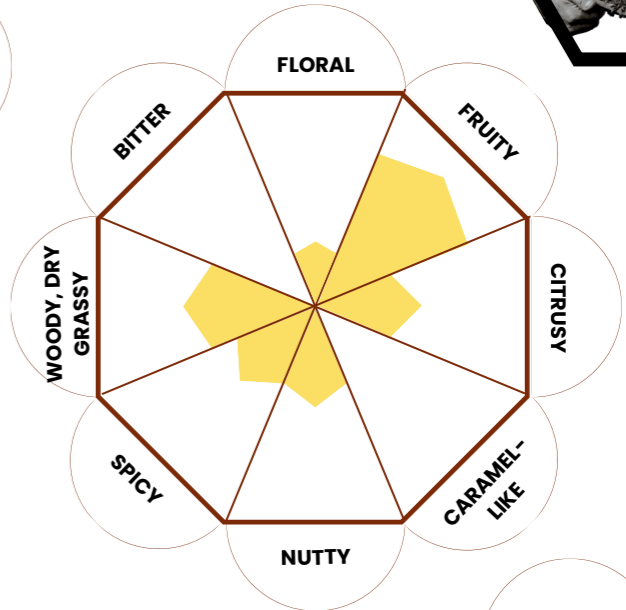 FLORAL
FRUITY
CITRUSY
CARAMEL-
LIKE
NUTTY
SPICY
WOODY, DRY
GRASSY
BITTER